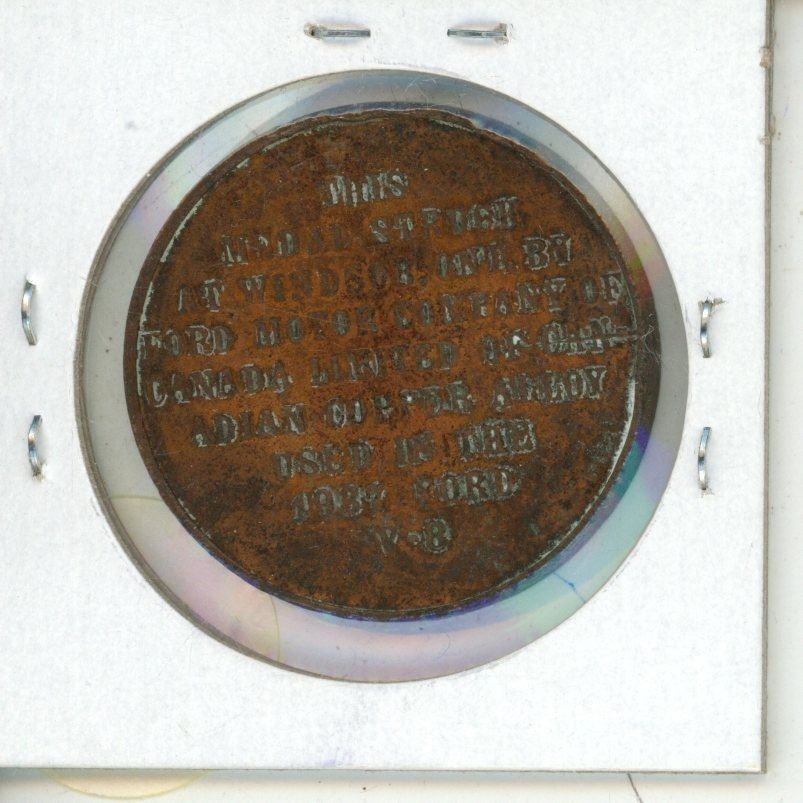 THIS
MEDAL STRUCK
AT WINDSOR, ONT. BY
FORD MOTOR COMPANY OF
CANADA LIMITED IN CAN-
ADIAN COPPER ALLOY
USED IN THE
1937 FORD
V-8